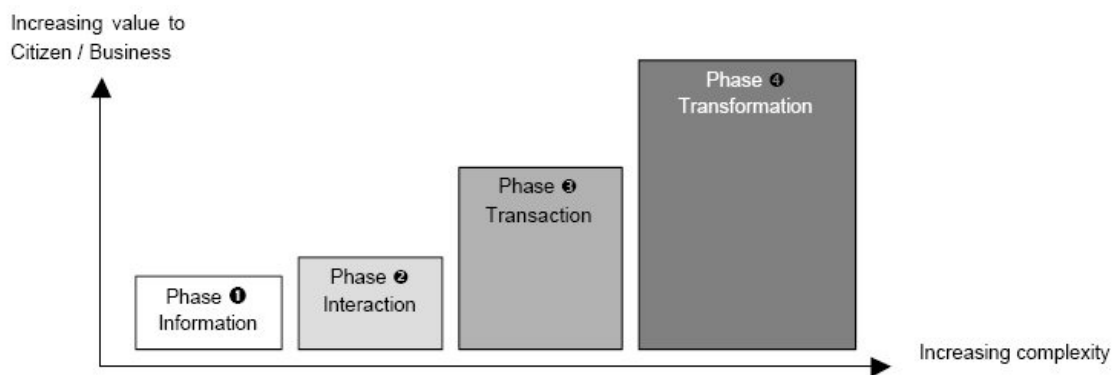 Increasing value to
Citizen / Business
Phase ❹
Transformation
Phase ❸
Transaction
Phase ❷
Interaction
Phase ❶
Information
Increasing complexity